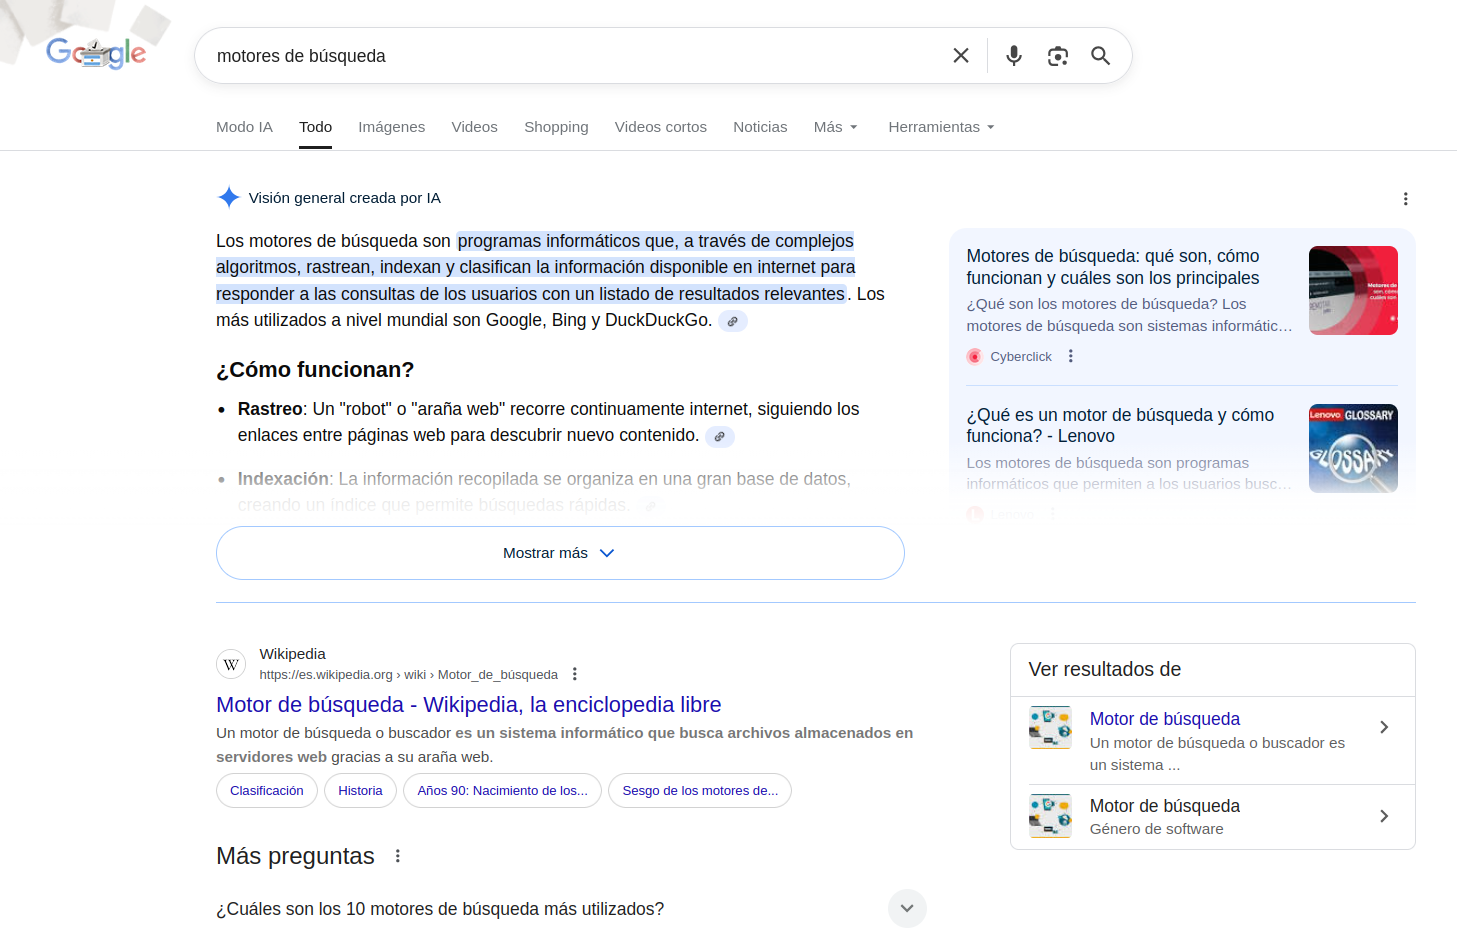 Google
motores de búsqueda
Modo IA Todo Imágenes Videos Shopping Videos cortos Noticias Más Herramientas
Visión general creada por IA
Los motores de búsqueda son programas informáticos que, a través de complejos
algoritmos, rastrean, indexan y clasifican la información disponible en internet para
responder a las consultas de los usuarios con un listado de resultados relevantes. Los
más utilizados a nivel mundial son Google, Bing y DuckDuckGo.
¿Cómo funcionan?
• Rastreo: Un "robot" o "araña web" recorre continuamente internet, siguiendo los
enlaces entre páginas web para descubrir nuevo contenido.
• Indexación: La información recopilada se organiza en una gran base de datos,
creando un índice que permite búsquedas rápidas.
Mostrar más
Motores de búsqueda: qué son, cómo
funcionan y cuáles son los principales
¿Qué son los motores de búsqueda? Los
motores de búsqueda son sistemas informátic...
Cyberclick
¿Qué es un motor de búsqueda y cómo
funciona? - Lenovo
Los motores de búsqueda son programas
informáticos que permiten a los usuarios busc...
Lenovo
Lenovo GLOSSARY
GLOSSARY
Wikipedia
https://es.wikipedia.org › wiki › Motor_de_búsqueda
Motor de búsqueda - Wikipedia, la enciclopedia libre
Un motor de búsqueda o buscador es un sistema informático que busca archivos almacenados en
servidores web gracias a su araña web.
Clasificación Historia Años 90: Nacimiento de los... Sesgo de los motores de...
Más preguntas
¿Cuáles son los 10 motores de búsqueda más utilizados?
Ver resultados de
Motor de búsqueda
Un motor de búsqueda o buscador es
un sistema ...
Motor de búsqueda
Género de software